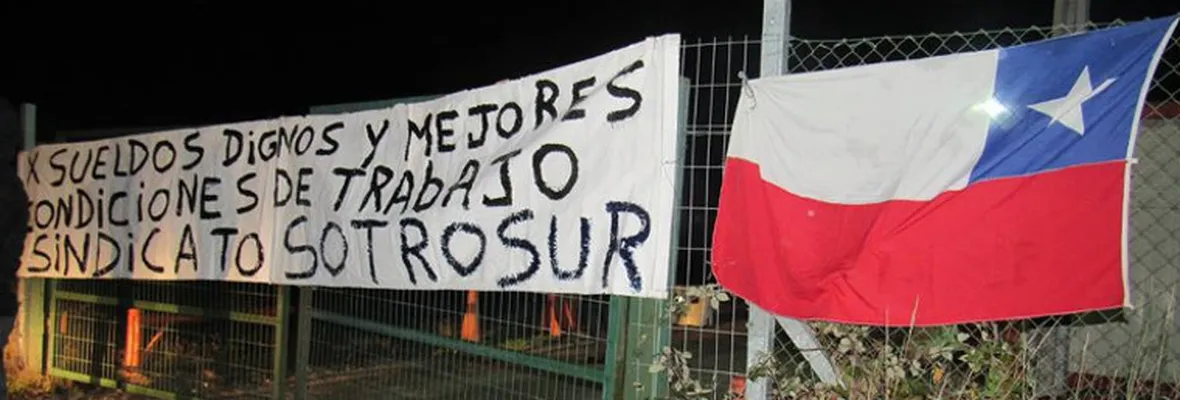 X SUELDOS DiGNOS Y MEJORES
CONDiCiONES DE TRABAJO
SiNDiCATO SOTROSUR